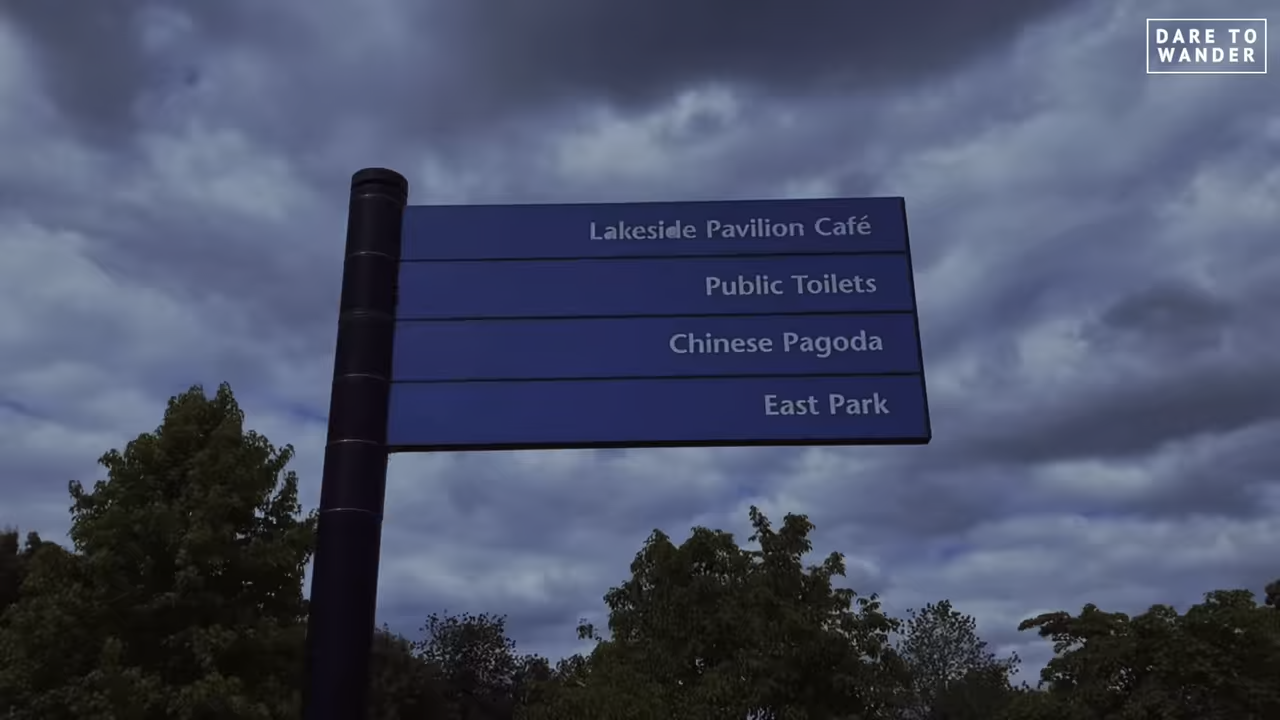 DARE TO
WANDER
Lakeside Pavilion Café
Public Toilets
Chinese Pagoda
East Park